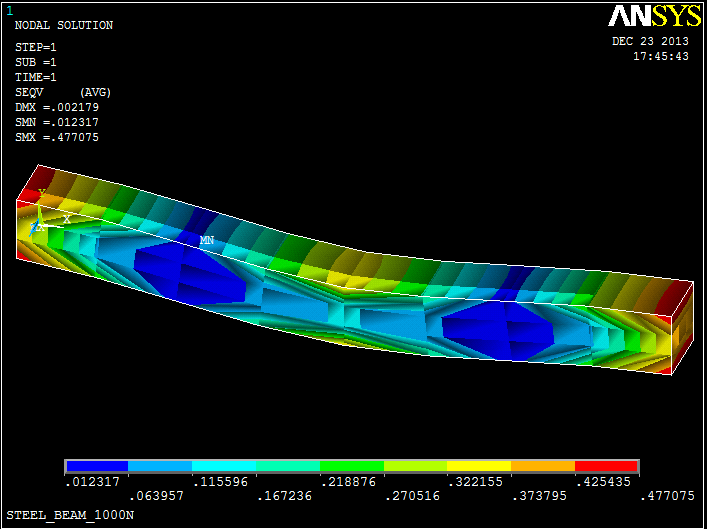 1
ANSYS
NODAL SOLUTION
DEC 23 2013
17:45:43
STEP=1
SUB =1
TIME=1
SEQV     (AVG)
DMX =.002179
SMN =.012317
SMX =.477075
Y
X
MN
.012317 .115596 .218876 .322155 .425435
.063957 .167236 .270516 .373795 .477075
STEEL_BEAM_1000N